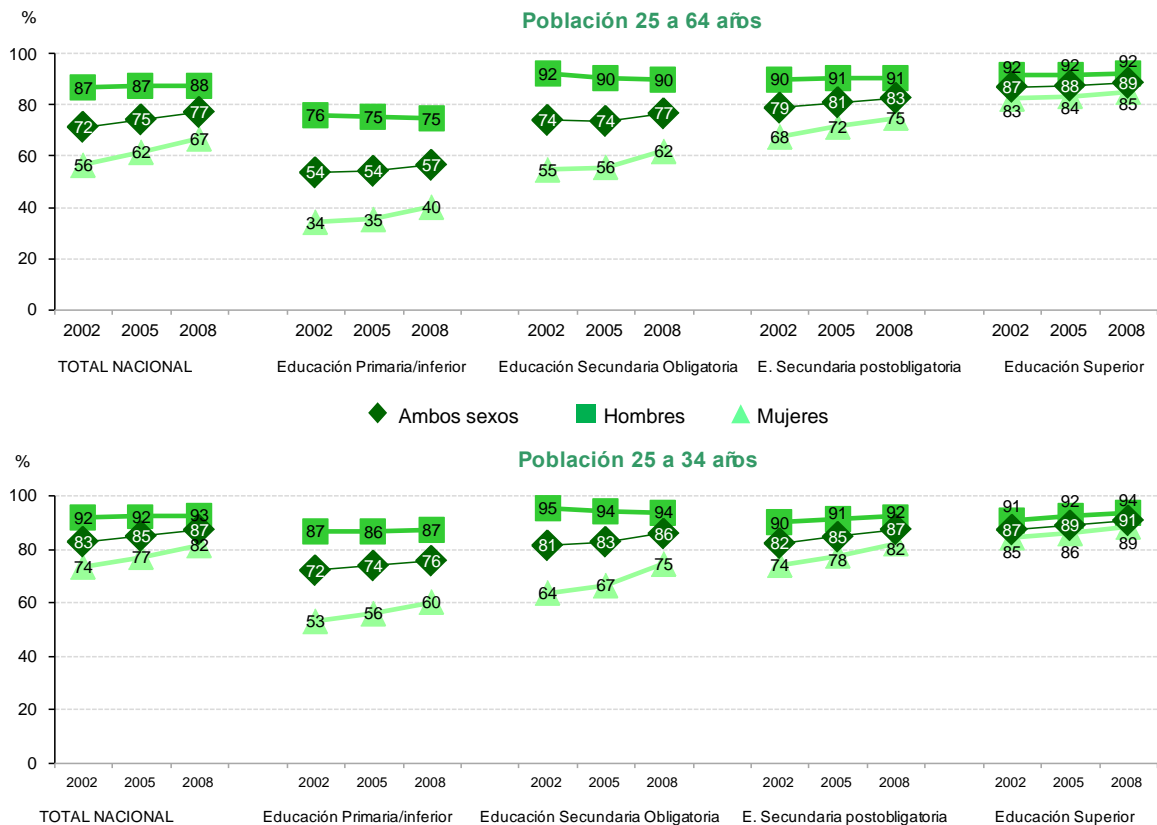 %
Población 25 a 64 años
100
80
60
40
20
0
87 87 88
72 75 77
56 62 67
76 75 75
54 54 57
34 35 40
92 90 90
74 74 77
55 56 62
90 91 91
79 81 83
68 72 75
92 92 92
87 88 89
83 84 85
2002 2005 2008 2002 2005 2008 2002 2005 2008 2002 2005 2008 2002 2005 2008
TOTAL NACIONAL Educación Primaria/inferior Educación Secundaria Obligatoria E. Secundaria postobligatoria Educación Superior
Ambos sexos Hombres Mujeres
%
Población 25 a 34 años
100
80
60
40
20
0
92 92 93
83 85 87
74 77 82
87 86 87
72 74 76
53 56 60
95 94 94
81 83 86
64 67 75
90 91 92
82 85 87
74 78 82
91 92 94
87 89 91
85 86 89
2002 2005 2008 2002 2005 2008 2002 2005 2008 2002 2005 2008 2002 2005 2008
TOTAL NACIONAL Educación Primaria/inferior Educación Secundaria Obligatoria E. Secundaria postobligatoria Educación Superior